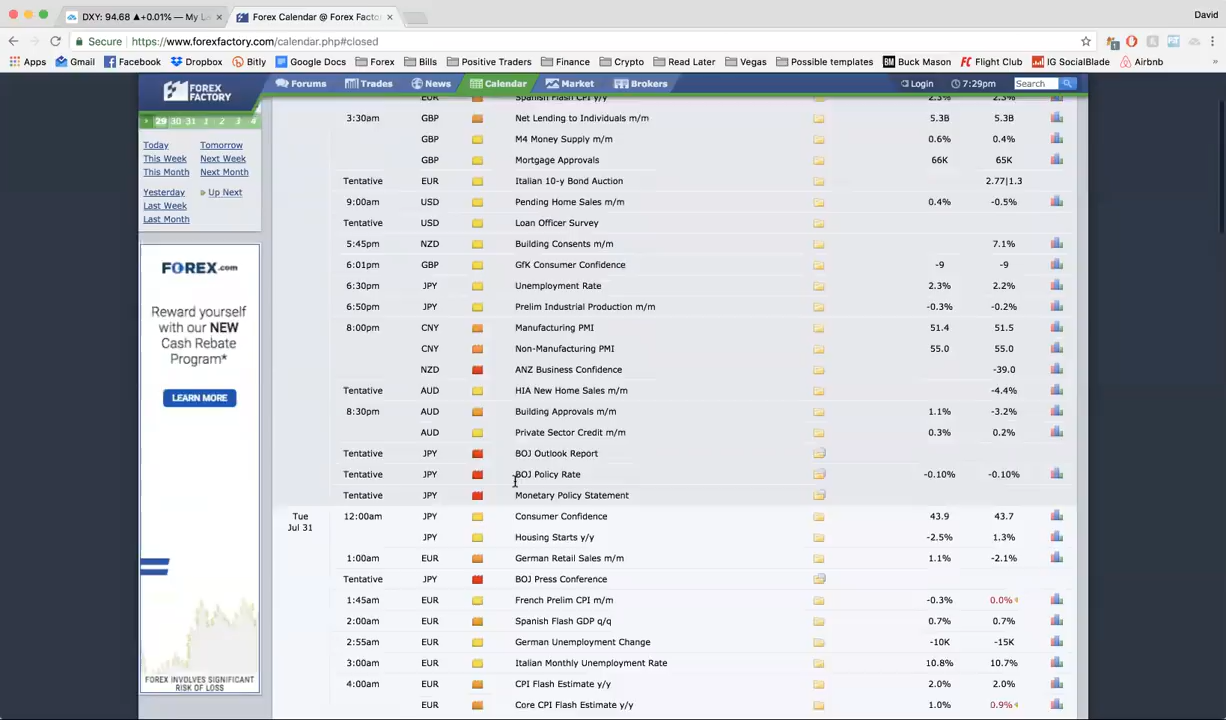 DXY: 94.68 ▲+0.01% — My L
Forex Calendar @ Forex Facto
David
Secure
https://www.forexfactory.com/calendar.php#closed
Apps
Gmail
Facebook
Dropbox
Bitly
Google Docs
Forex
Bills
Positive Traders
Finance
Crypto
Read Later
Vegas
Possible templates
BM Buck Mason
Flight Club
IG SocialBlade
Airbnb
FOREX
FACTORY
Forums
Trades
News
Calendar
Market
Brokers
Login
7:29pm
Search
29 30 31 1 2 3 4
Today Tomorrow
This Week Next Week
This Month Next Month
Yesterday Up Next
Last Week
Last Month
FOREX.com
Reward yourself
with our NEW
Cash Rebate
Program*
LEARN MORE
FOREX INVOLVES SIGNIFICANT
RISK OF LOSS
EUR Spanish Flash CPI y/y 2.3% 2.3%
3:30am GBP Net Lending to Individuals m/m 5.3B 5.3B
GBP M4 Money Supply m/m 0.6% 0.4%
GBP Mortgage Approvals 66K 65K
Tentative EUR Italian 10-y Bond Auction 2.77|1.3
9:00am USD Pending Home Sales m/m 0.4% -0.5%
Tentative USD Loan Officer Survey
5:45pm NZD Building Consents m/m 7.1%
6:01pm GBP GfK Consumer Confidence -9 -9
6:30pm JPY Unemployment Rate 2.3% 2.2%
6:50pm JPY Prelim Industrial Production m/m -0.3% -0.2%
8:00pm CNY Manufacturing PMI 51.4 51.5
CNY Non-Manufacturing PMI 55.0 55.0
NZD ANZ Business Confidence -39.0
Tentative AUD HIA New Home Sales m/m -4.4%
8:30pm AUD Building Approvals m/m 1.1% -3.2%
AUD Private Sector Credit m/m 0.3% 0.2%
Tentative JPY BOJ Outlook Report
Tentative JPY BOJ Policy Rate -0.10% -0.10%
Tentative JPY Monetary Policy Statement
Tue
Jul 31
12:00am JPY Consumer Confidence 43.9 43.7
JPY Housing Starts y/y -2.5% 1.3%
1:00am EUR German Retail Sales m/m 1.1% -2.1%
Tentative JPY BOJ Press Conference
1:45am EUR French Prelim CPI m/m -0.3% 0.0%
2:00am EUR Spanish Flash GDP q/q 0.7% 0.7%
2:55am EUR German Unemployment Change -10K -15K
3:00am EUR Italian Monthly Unemployment Rate 10.8% 10.7%
4:00am EUR CPI Flash Estimate y/y 2.0% 2.0%
EUR Core CPI Flash Estimate y/y 1.0% 0.9%